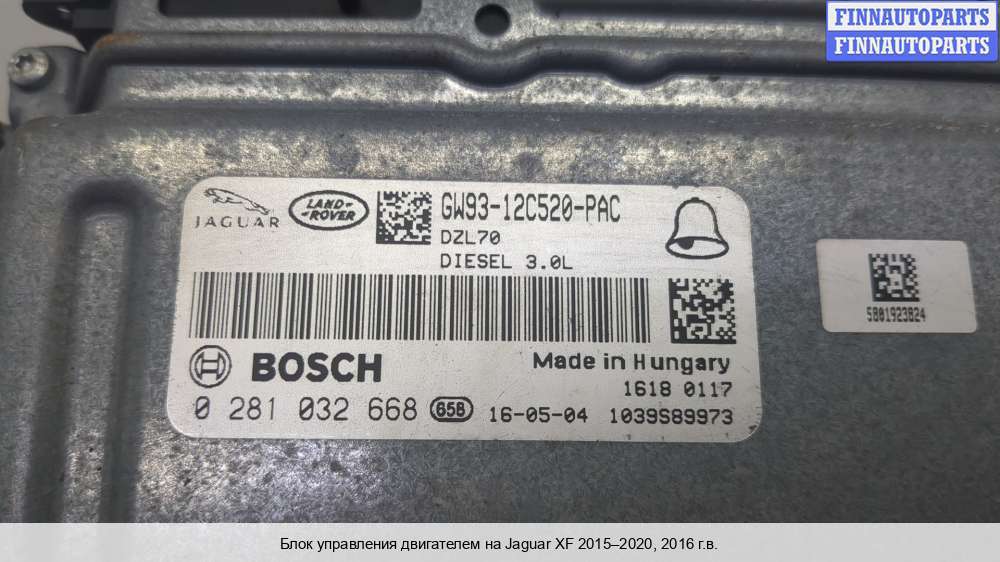 FINNAUTOPARTS
FINNAUTOPARTS
JAGUAR
LAND-
-ROVER
GW93-12C520-PAC
DZL70
DIESEL 3.0L
5801923824
BOSCH
Made in Hungary
1618 0117
0 281 032 668 65B 16-05-04 1039S89973
Блок управления двигателем на Jaguar XF 2015–2020, 2016 г.в.